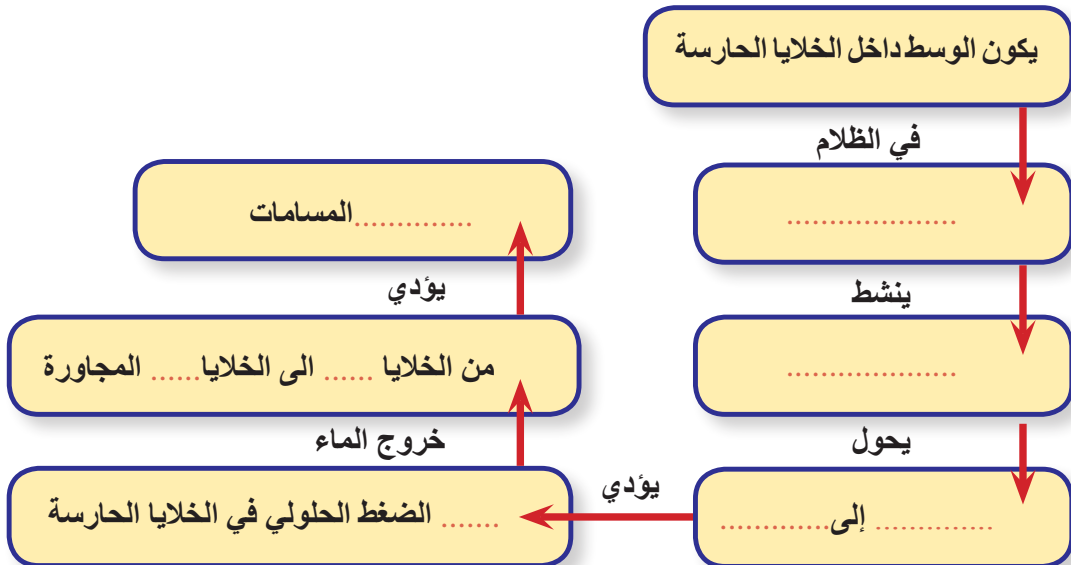 يكون الوسط داخل الخلايا الحارسة
في الظلام
...................
ينشط
...................
يحول
............. إلى............
يؤدي
....... الضغط الحلولي في الخلايا الحارسة
خروج الماء
من الخلايا ...... الى الخلايا...... المجاورة
يؤدي
.............المسامات